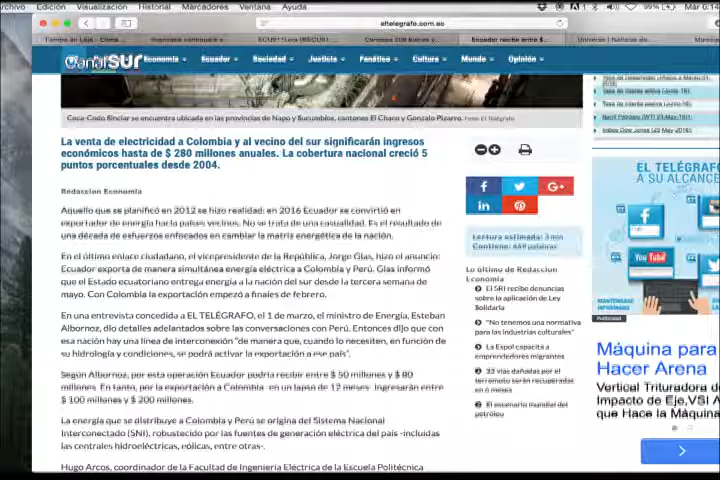 Archivo Edición Visualización Historial Marcadores Ventana Ayuda
99%
Mar 6:14
eltelegrafo.com.ec
Ecuador recibe entre $...
CanalSUR
Economía Ecuador Sociedad Justicia Fanático Cultura Mundo Opinión
Coca-Codo Sinclair se encuentra ubicada en las provincias de Napo y Sucumbíos, cantones El Chaco y Gonzalo Pizarro. Foto: El Telégrafo
La venta de electricidad a Colombia y al vecino del sur significarán ingresos
económicos hasta de $ 280 millones anuales. La cobertura nacional creció 5
puntos porcentuales desde 2004.
Redacción Economía
Aquello que se planificó en 2012 se hizo realidad: en 2016 Ecuador se convirtió en
exportador de energía hacia países vecinos. No se trata de una casualidad. Es el resultado de
una década de esfuerzos enfocados en cambiar la matriz energética de la nación.
En el último enlace ciudadano, el vicepresidente de la República, Jorge Glas, hizo el anuncio:
Ecuador exporta de manera simultánea energía eléctrica a Colombia y Perú. Glas informó
que el Estado ecuatoriano entrega energía a la nación del sur desde la tercera semana de
mayo. Con Colombia la exportación empezó a finales de febrero.
En una entrevista concedida a EL TELÉGRAFO, el 1 de marzo, el ministro de Energía, Esteban
Albornoz, dio detalles adelantados sobre las conversaciones con Perú. Entonces dijo que con
esa nación hay una línea de interconexión "de manera que, cuando lo necesiten, en función de
su hidrología y condiciones, se podrá activar la exportación a ese país".
Según Albornoz, por esta operación Ecuador podría recibir entre $ 50 millones y $ 80
millones. En tanto, por la exportación a Colombia -en un lapso de 12 meses- ingresarán entre
$ 100 millones y $ 200 millones.
La energía que se distribuye a Colombia y Perú se origina del Sistema Nacional
Interconectado (SNI), robustecido por las fuentes de generación eléctrica del país -incluidas
las centrales hidroeléctricas, eólicas, entre otras-.
Hugo Arcos, coordinador de la Facultad de Ingeniería Eléctrica de la Escuela Politécnica
Lectura estimada: 3 min
Contiene: 669 palabras
Lo último de Redacción
Economía
El SRI recibe denuncias
sobre la aplicación de Ley
Solidaria
"No tenemos una normativa
para las industrias culturales"
La Espol capacita a
emprendedores migrantes
33 vías dañadas por el
terremoto serán recuperadas
en 6 meses
El escenario mundial del
petróleo
EL TELÉGRAFO
A SU ALCANCE
YouTube
MANTÉNGASE
INFORMADO
Publicidad
Máquina para
Hacer Arena
Vertical Trituradora d
Impacto de Eje,VSI A
que Hace la Máquina